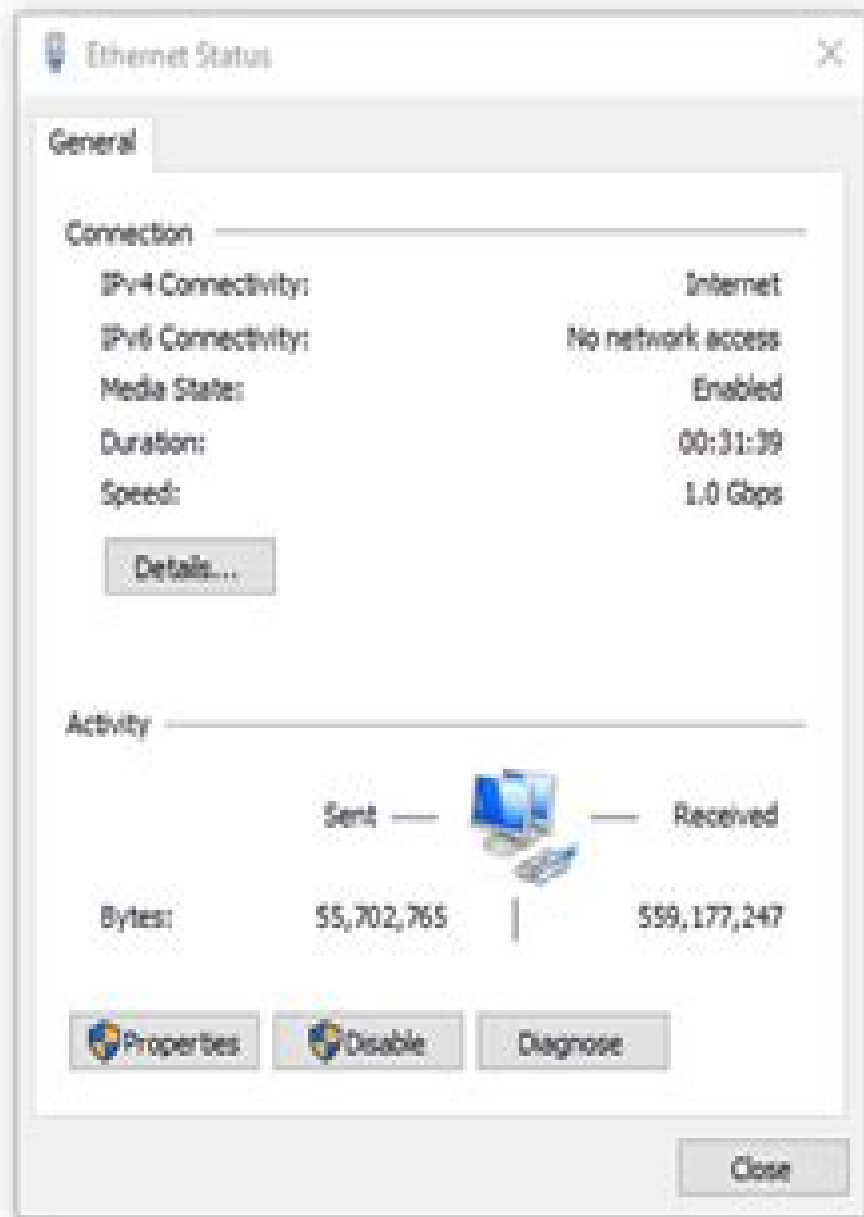 Ethernet Status
General
Connection
IPv4 Connectivity: Internet
IPv6 Connectivity: No network access
Media State: Enabled
Duration: 00:31:39
Speed: 1.0 Gbps
Details...
Activity
Sent — — Received
Bytes: 55,702,765 | 559,177,247
Properties Disable Diagnose
Close